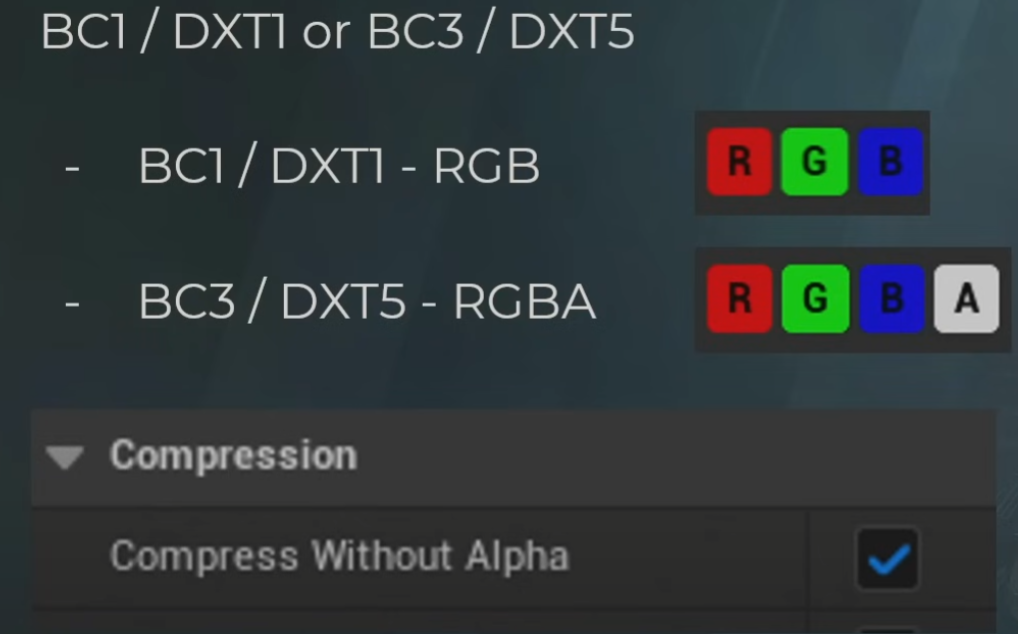 BC1 / DXT1 or BC3 / DXT5
- BC1 / DXT1 - RGB
R G B
- BC3 / DXT5 - RGBA
R G B A
Compression
Compress Without Alpha